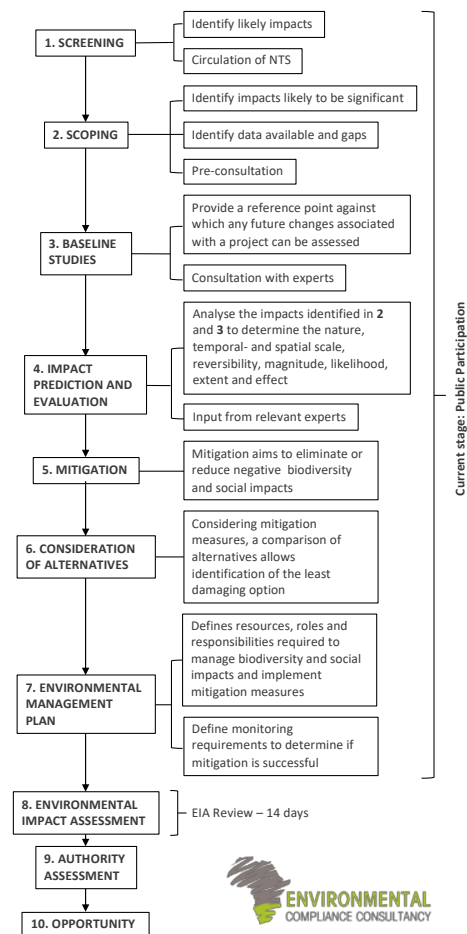 1. SCREENING
Identify likely impacts
Circulation of NTS
2. SCOPING
Identify impacts likely to be significant
Identify data available and gaps
Pre-consultation
3. BASELINE
STUDIES
Provide a reference point against
which any future changes associated
with a project can be assessed
Consultation with experts
4. IMPACT
PREDICTION AND
EVALUATION
Analyse the impacts identified in 2
and 3 to determine the nature,
temporal- and spatial scale,
reversibility, magnitude, likelihood,
extent and effect
Input from relevant experts
5. MITIGATION
Mitigation aims to eliminate or
reduce negative biodiversity
and social impacts
6. CONSIDERATION
OF ALTERNATIVES
Considering mitigation
measures, a comparison of
alternatives allows
identification of the least
damaging option
7. ENVIRONMENTAL
MANAGEMENT
PLAN
Defines resources, roles and
responsibilities required to
manage biodiversity and social
impacts and implement
mitigation measures
Define monitoring
requirements to determine if
mitigation is successful
Current stage: Public Participation
8. ENVIRONMENTAL
IMPACT ASSESSMENT
EIA Review – 14 days
9. AUTHORITY
ASSESSMENT
10. OPPORTUNITY
ENVIRONMENTAL
COMPLIANCE CONSULTANCY